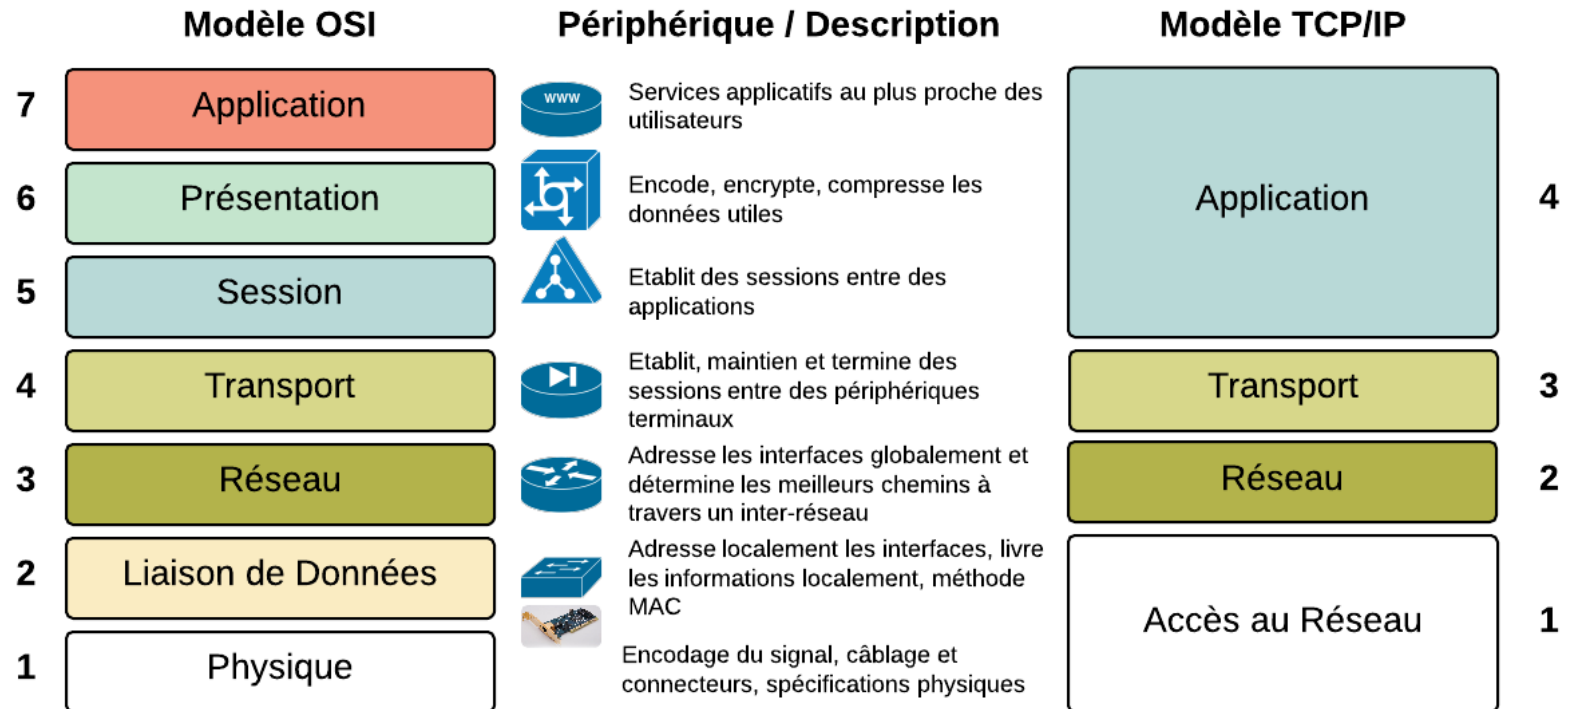 Modèle OSI
Périphérique / Description
Modèle TCP/IP
7
Application
www
Services applicatifs au plus proche des
utilisateurs
6
Présentation
Encode, encrypte, compresse les
données utiles
Application
4
5
Session
Etablit des sessions entre des
applications
4
Transport
Etablit, maintien et termine des
sessions entre des périphériques
terminaux
Transport
3
3
Réseau
Adresse les interfaces globalement et
détermine les meilleurs chemins à
travers un inter-réseau
Réseau
2
2
Liaison de Données
Adresse localement les interfaces, livre
les informations localement, méthode
MAC
Accès au Réseau
1
1
Physique
Encodage du signal, câblage et
connecteurs, spécifications physiques